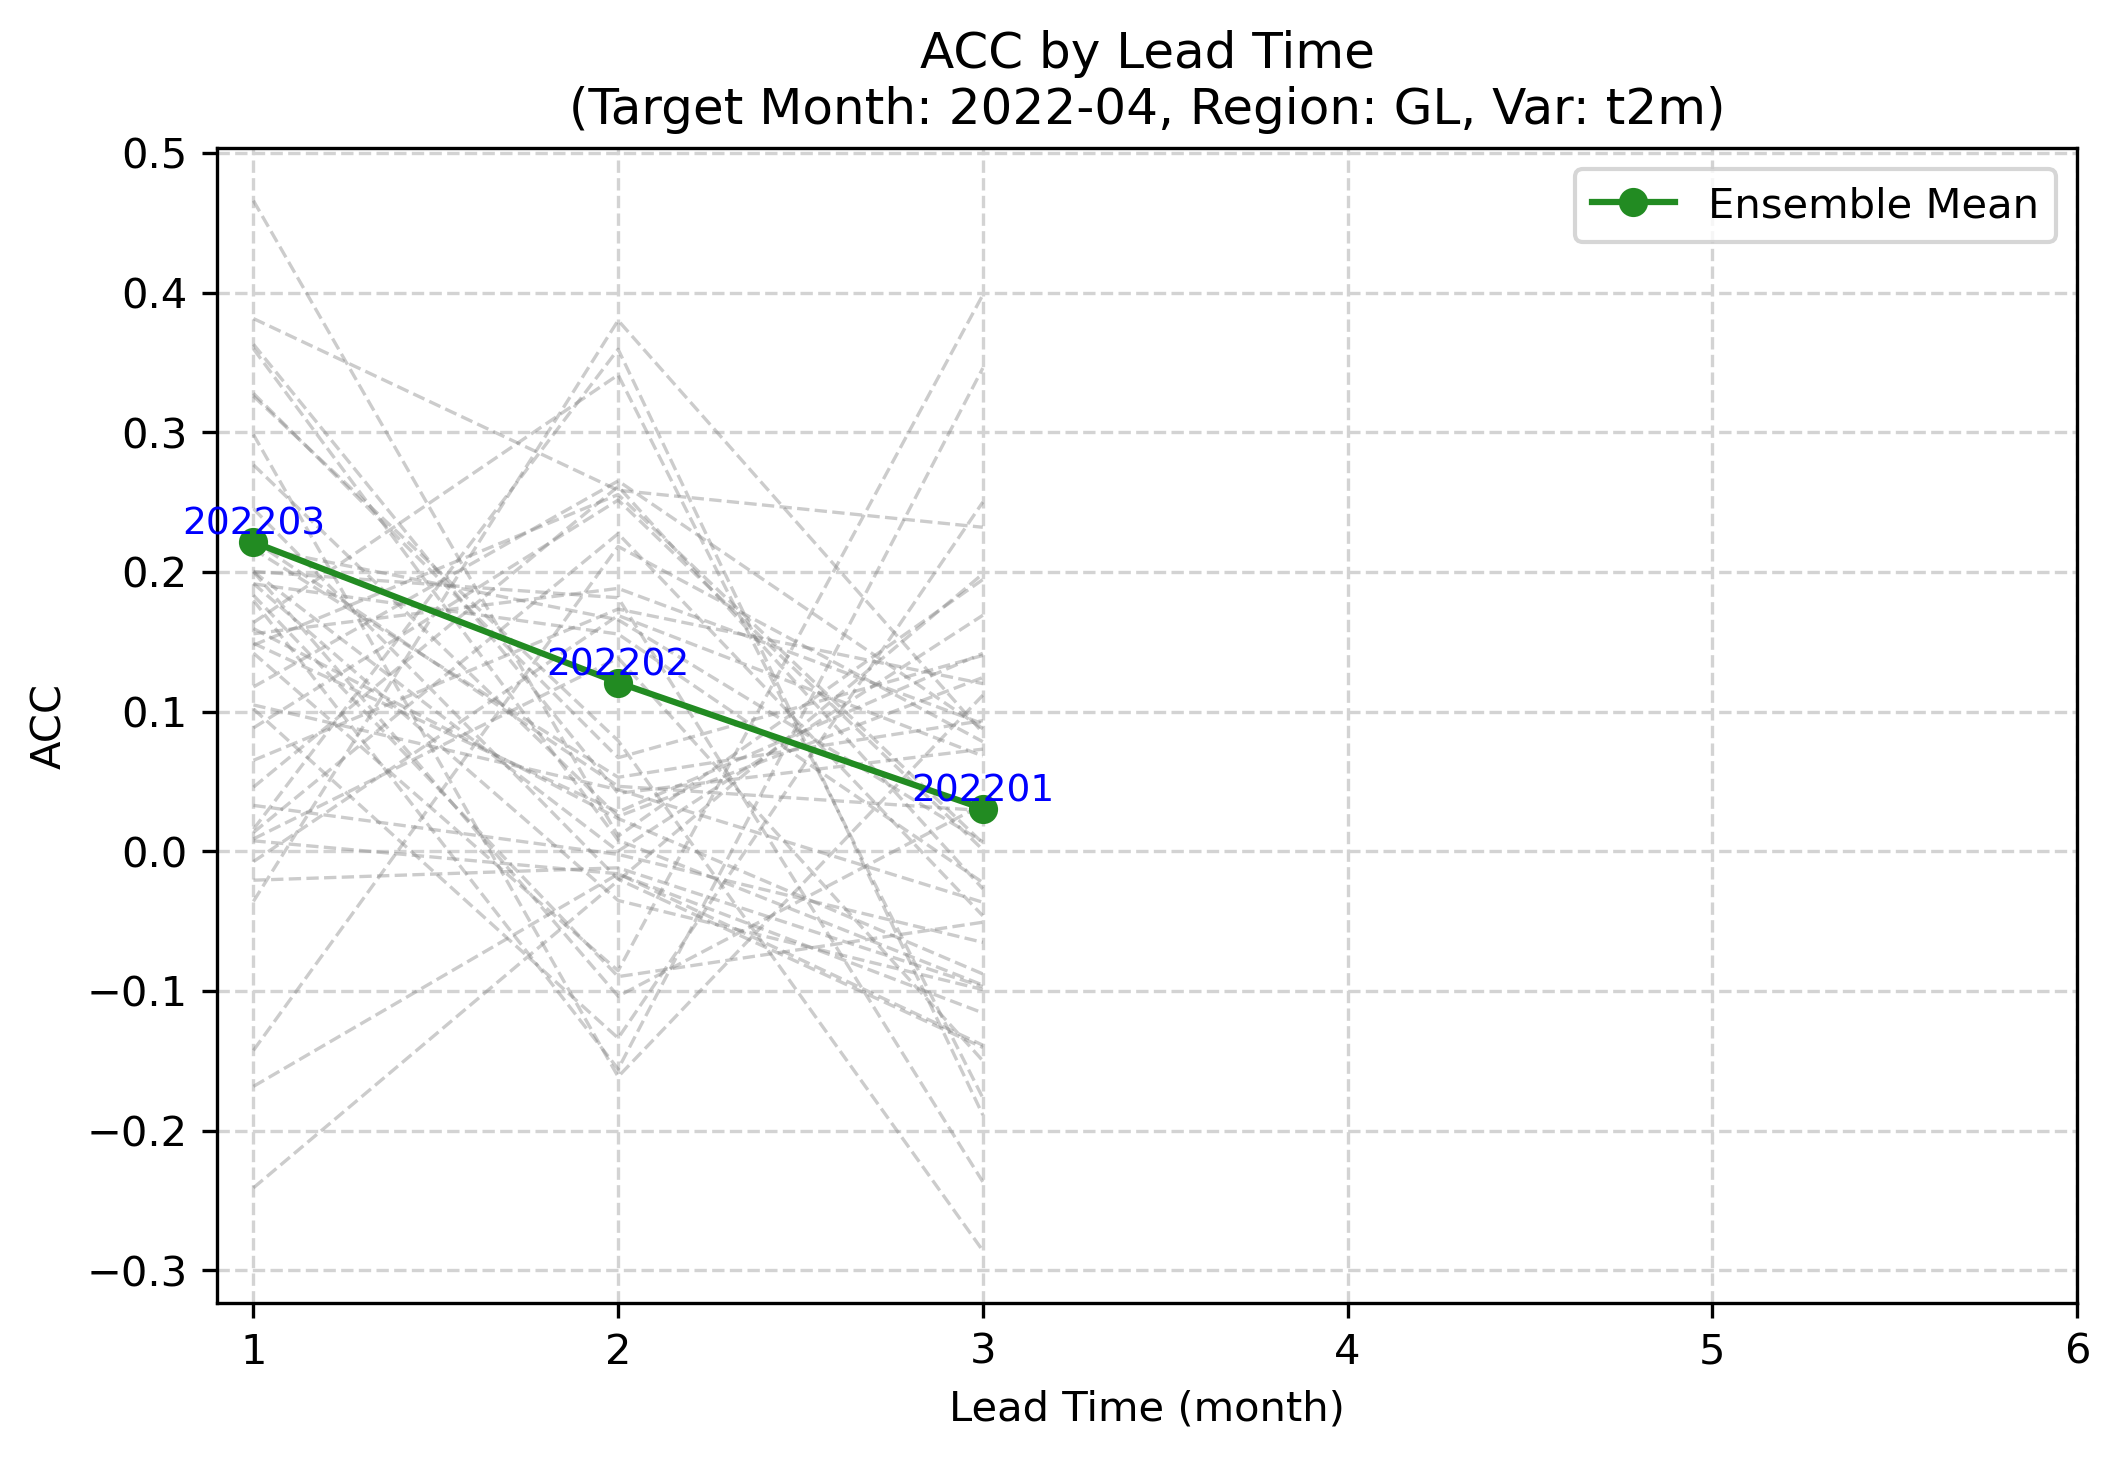 ACC by Lead Time
(Target Month: 2022-04, Region: GL, Var: t2m)
0.5
0.4
0.3
0.2
0.1
0.0
−0.1
−0.2
−0.3
ACC
Ensemble Mean
202203
202202
202201
1 2 3 4 5 6
Lead Time (month)